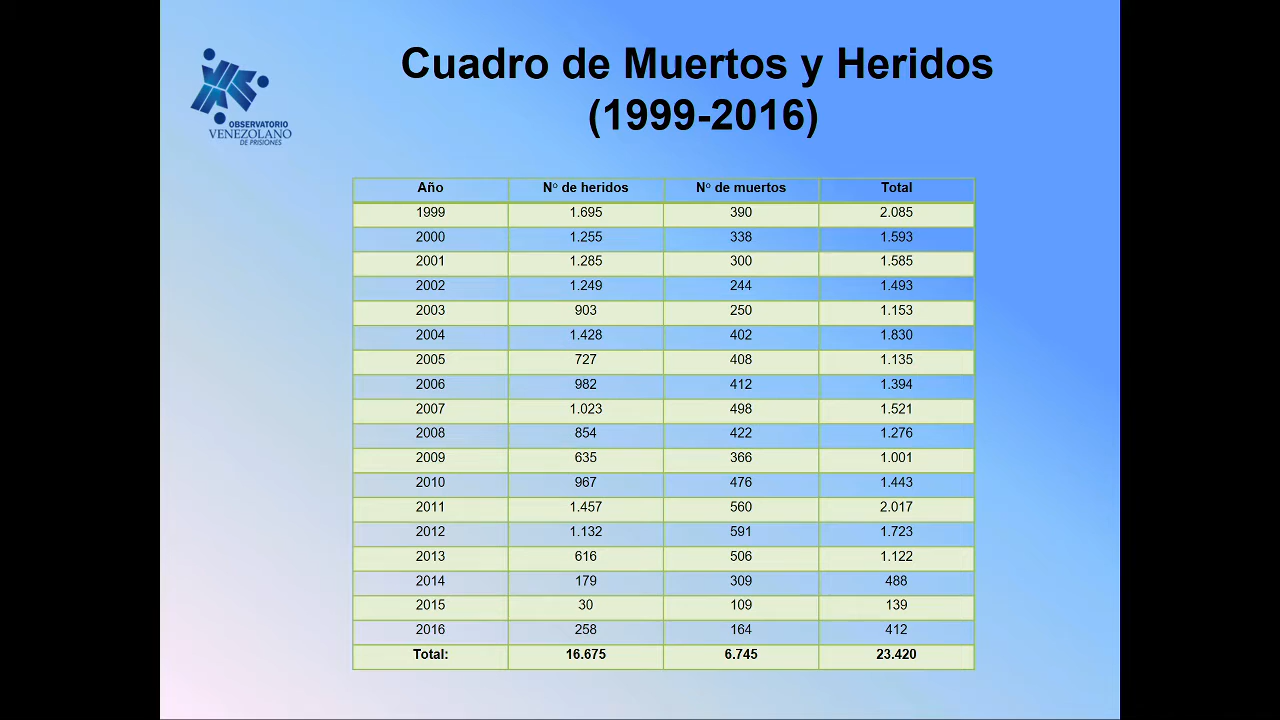 Cuadro de Muertos y Heridos
(1999-2016)
OBSERVATORIO
VENEZOLANO
DE PRISIONES
Año N° de heridos N° de muertos Total
1999 1.695 390 2.085
2000 1.255 338 1.593
2001 1.285 300 1.585
2002 1.249 244 1.493
2003 903 250 1.153
2004 1.428 402 1.830
2005 727 408 1.135
2006 982 412 1.394
2007 1.023 498 1.521
2008 854 422 1.276
2009 635 366 1.001
2010 967 476 1.443
2011 1.457 560 2.017
2012 1.132 591 1.723
2013 616 506 1.122
2014 179 309 488
2015 30 109 139
2016 258 164 412
Total: 16.675 6.745 23.420